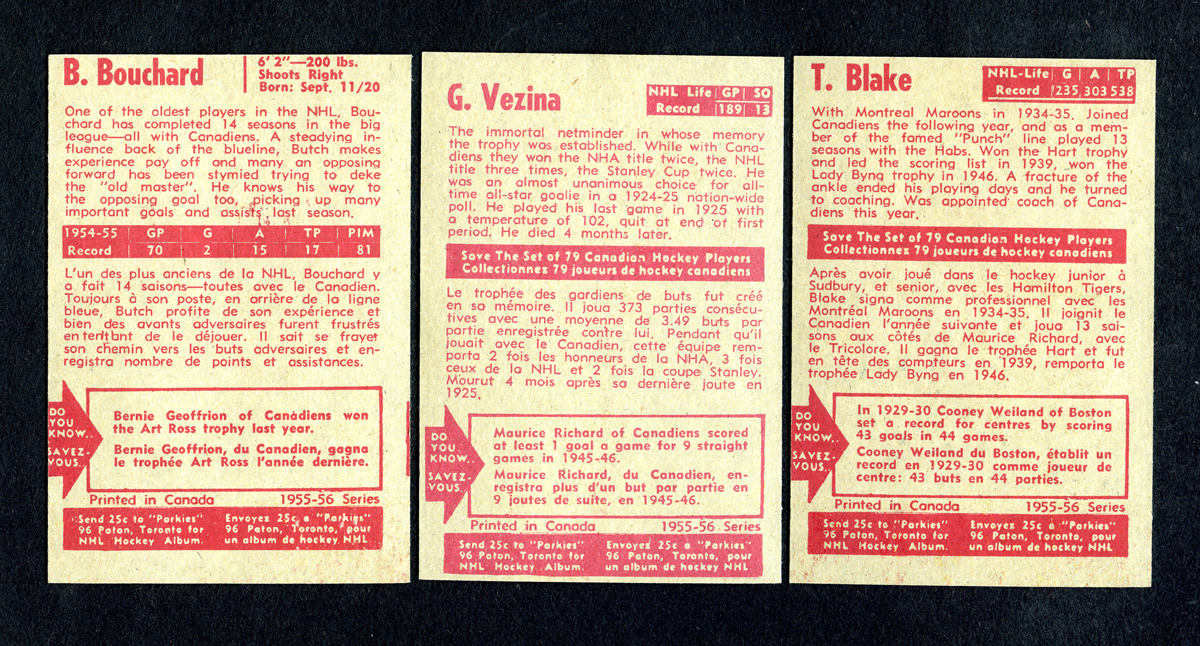 B. Bouchard
6' 2"—200 lbs.
Shoots Right
Born: Sept. 11/20
One of the oldest players in the NHL, Bou-
chard has completed 14 seasons in the big
league—all with Canadiens. A steadying in-
fluence back of the blueline, Butch makes
experience pay off and many an opposing
forward has been stymied trying to deke
the "old master". He knows his way to
the opposing goal too, picking up many
important goals and assists last season.
1954-55 GP G A TP PIM
Record 70 2 15 17 81
L'un des plus anciens de la NHL, Bouchard y
a fait 14 saisons—toutes avec le Canadien.
Toujours à son poste, en arrière de la ligne
bleue, Butch profite de son expérience et
bien des avants adversaires furent frustrés
en tertant de le déjouer. Il sait se frayer
son chemin vers les buts adversaires et en-
registra nombre de points et assistances.
DO
YOU
KNOW..
SAVEZ-
VOUS..
Bernie Geoffrion of Canadiens won
the Art Ross trophy last year.
Bernie Geoffrion, du Canadien, gagna
le trophée Art Ross l'année dernière.
Printed in Canada 1955-56 Series
Send 25c to "Parkies"
96 Paton, Toronto for
NHL Hockey Album.
Envoyez 25c a "Parkies"
96 Paton, Toronto, pour
un album de hockey NHL
G. Vezina
NHL Life GP SO
Record 189 13
The immortal netminder in whose memory
the trophy was established. While with Cana-
diens they won the NHA title twice, the NHL
title three times, the Stanley Cup twice. He
was an almost unanimous choice for all-
time all-star goalie in a 1924-25 nation-wide
poll. He played his last game in 1925 with
a temperature of 102, quit at end of first
period. He died 4 months later.
Save The Set of 79 Canadian Hockey Players
Collectionnez 79 joueurs de hockey canadiens
Le trophée des gardiens de buts fut créé
en sa mémoire. Il joua 373 parties consécu-
tives avec une moyenne de 3.49 buts par
partie enregistrée contre lui. Pendant qu'il
jouait avec le Canadien, cette équipe rem-
porta 2 fois les honneurs de la NHA, 3 fois
ceux de la NHL et 2 fois la coupe Stanley.
Mourut 4 mois après sa dernière joute en
1925.
DO
YOU
KNOW..
SAVEZ-
VOUS..
Maurice Richard of Canadiens scored
at least 1 goal a game for 9 straight
games in 1945-46.
Maurice Richard, du Canadien, en-
registra plus d'un but par partie en
9 joutes de suite, en 1945-46.
Printed in Canada 1955-56 Series
Send 25c to "Parkies"
96 Paton, Toronto for
NHL Hockey Album.
Envoyez 25c a "Parkies"
96 Paton, Toronto, pour
un album de hockey NHL
T. Blake
NHL-Life G A TP
Record 235 303 538
With Montreal Maroons in 1934-35. Joined
Canadiens the following year, and as a mem-
ber of the famed "Punch" line played 13
seasons with the Habs. Won the Hart trophy
and led the scoring list in 1939, won the
Lady Byng trophy in 1946. A fracture of the
ankle ended his playing days and he turned
to coaching. Was appointed coach of Cana-
diens this year.
Save The Set of 79 Canadian Hockey Players
Collectionnez 79 joueurs de hockey canadiens
Après avoir joué dans le hockey junior à
Sudbury, et senior, avec les Hamilton Tigers,
Blake signa comme professionnel avec les
Montréal Maroons en 1934-35. Il joignit le
Canadien l'année suivante et joua 13 sai-
sons aux côtés de Maurice Richard, avec
le Tricolore. Il gagna le trophée Hart et fut
en tête des compteurs en 1939, remporta le
trophée Lady Byng en 1946.
DO
YOU
KNOW..
SAVEZ-
VOUS..
In 1929-30 Cooney Weiland of Boston
set a record for centres by scoring
43 goals in 44 games.
Cooney Weiland du Boston, établit un
record en 1929-30 comme joueur de
centre: 43 buts en 44 parties.
Printed in Canada 1955-56 Series
Send 25c to "Parkies"
96 Paton, Toronto for
NHL Hockey Album.
Envoyez 25c à "Parkies"
96 Paton, Toronto, pour
un album de hockey NHL